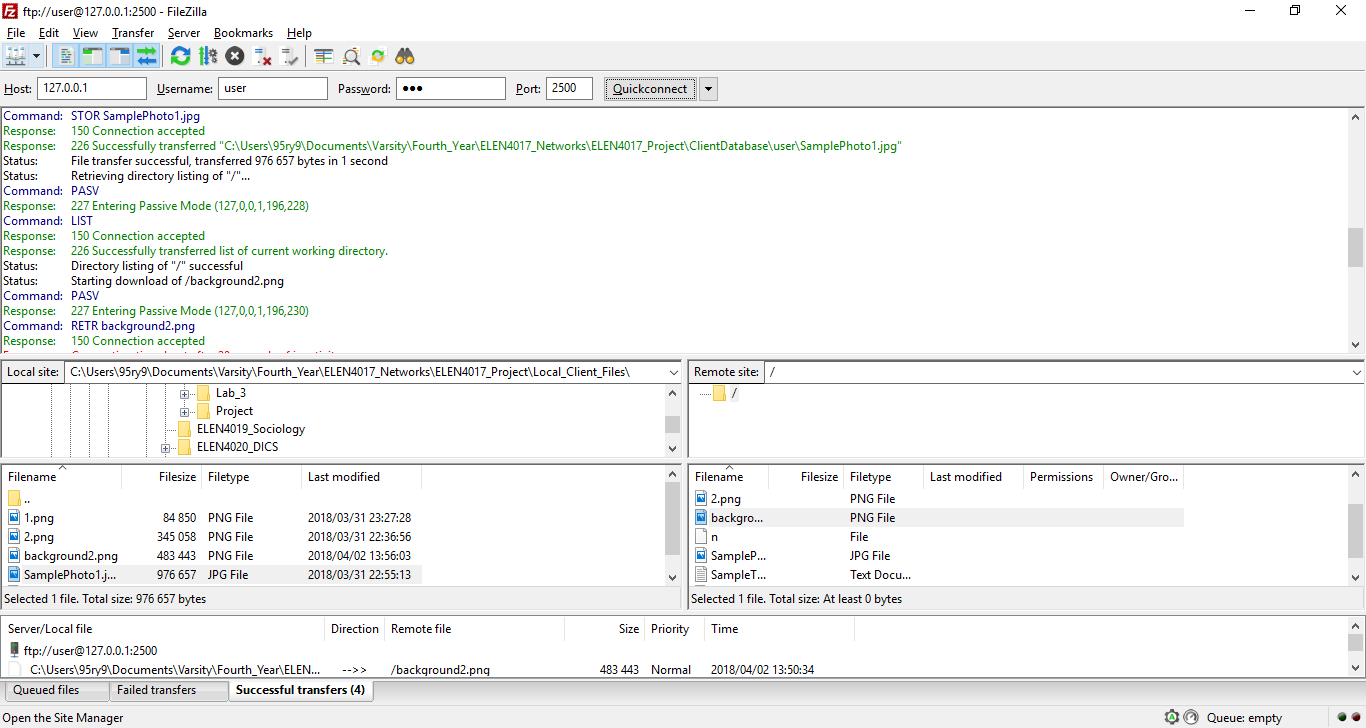 ftp://user@127.0.0.1:2500 - FileZilla
File Edit View Transfer Server Bookmarks Help
Host: 127.0.0.1 Username: user Password: ●●● Port: 2500 Quickconnect
Command: STOR SamplePhoto1.jpg
Response: 150 Connection accepted
Response: 226 Successfully transferred "C:\Users\95ry9\Documents\Varsity\Fourth_Year\ELEN4017_Networks\ELEN4017_Project\ClientDatabase\user\SamplePhoto1.jpg"
Status: File transfer successful, transferred 976 657 bytes in 1 second
Status: Retrieving directory listing of "/"...
Command: PASV
Response: 227 Entering Passive Mode (127,0,0,1,196,228)
Command: LIST
Response: 150 Connection accepted
Response: 226 Successfully transferred list of current working directory.
Status: Directory listing of "/" successful
Status: Starting download of /background2.png
Command: PASV
Response: 227 Entering Passive Mode (127,0,0,1,196,230)
Command: RETR background2.png
Response: 150 Connection accepted
Local site: C:\Users\95ry9\Documents\Varsity\Fourth_Year\ELEN4017_Networks\ELEN4017_Project\Local_Client_Files\
Lab_3
Project
ELEN4019_Sociology
ELEN4020_DICS
Filename Filesize Filetype Last modified
..
1.png 84 850 PNG File 2018/03/31 23:27:28
2.png 345 058 PNG File 2018/03/31 22:36:56
background2.png 483 443 PNG File 2018/04/02 13:56:03
SamplePhoto1.j... 976 657 JPG File 2018/03/31 22:55:13
Selected 1 file. Total size: 976 657 bytes
Remote site: /
/
Filename Filesize Filetype Last modified Permissions Owner/Gro...
2.png PNG File
backgro... PNG File
n File
SampleP... JPG File
SampleT... Text Docu...
Selected 1 file. Total size: At least 0 bytes
Server/Local file Direction Remote file Size Priority Time
ftp://user@127.0.0.1:2500
C:\Users\95ry9\Documents\Varsity\Fourth_Year\ELEN... -->> /background2.png 483 443 Normal 2018/04/02 13:50:34
Queued files Failed transfers Successful transfers (4)
Open the Site Manager Queue: empty